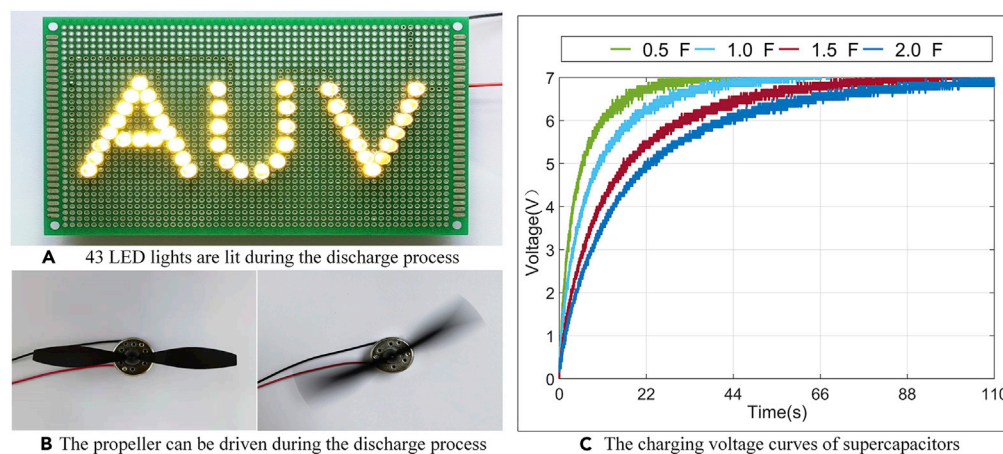 AUV
A 43 LED lights are lit during the discharge process
B The propeller can be driven during the discharge process
0.5 F 1.0 F 1.5 F 2.0 F
7
6
5
4
3
2
1
0
Voltage(V)
0 22 44 66 88 110
Time(s)
C The charging voltage curves of supercapacitors